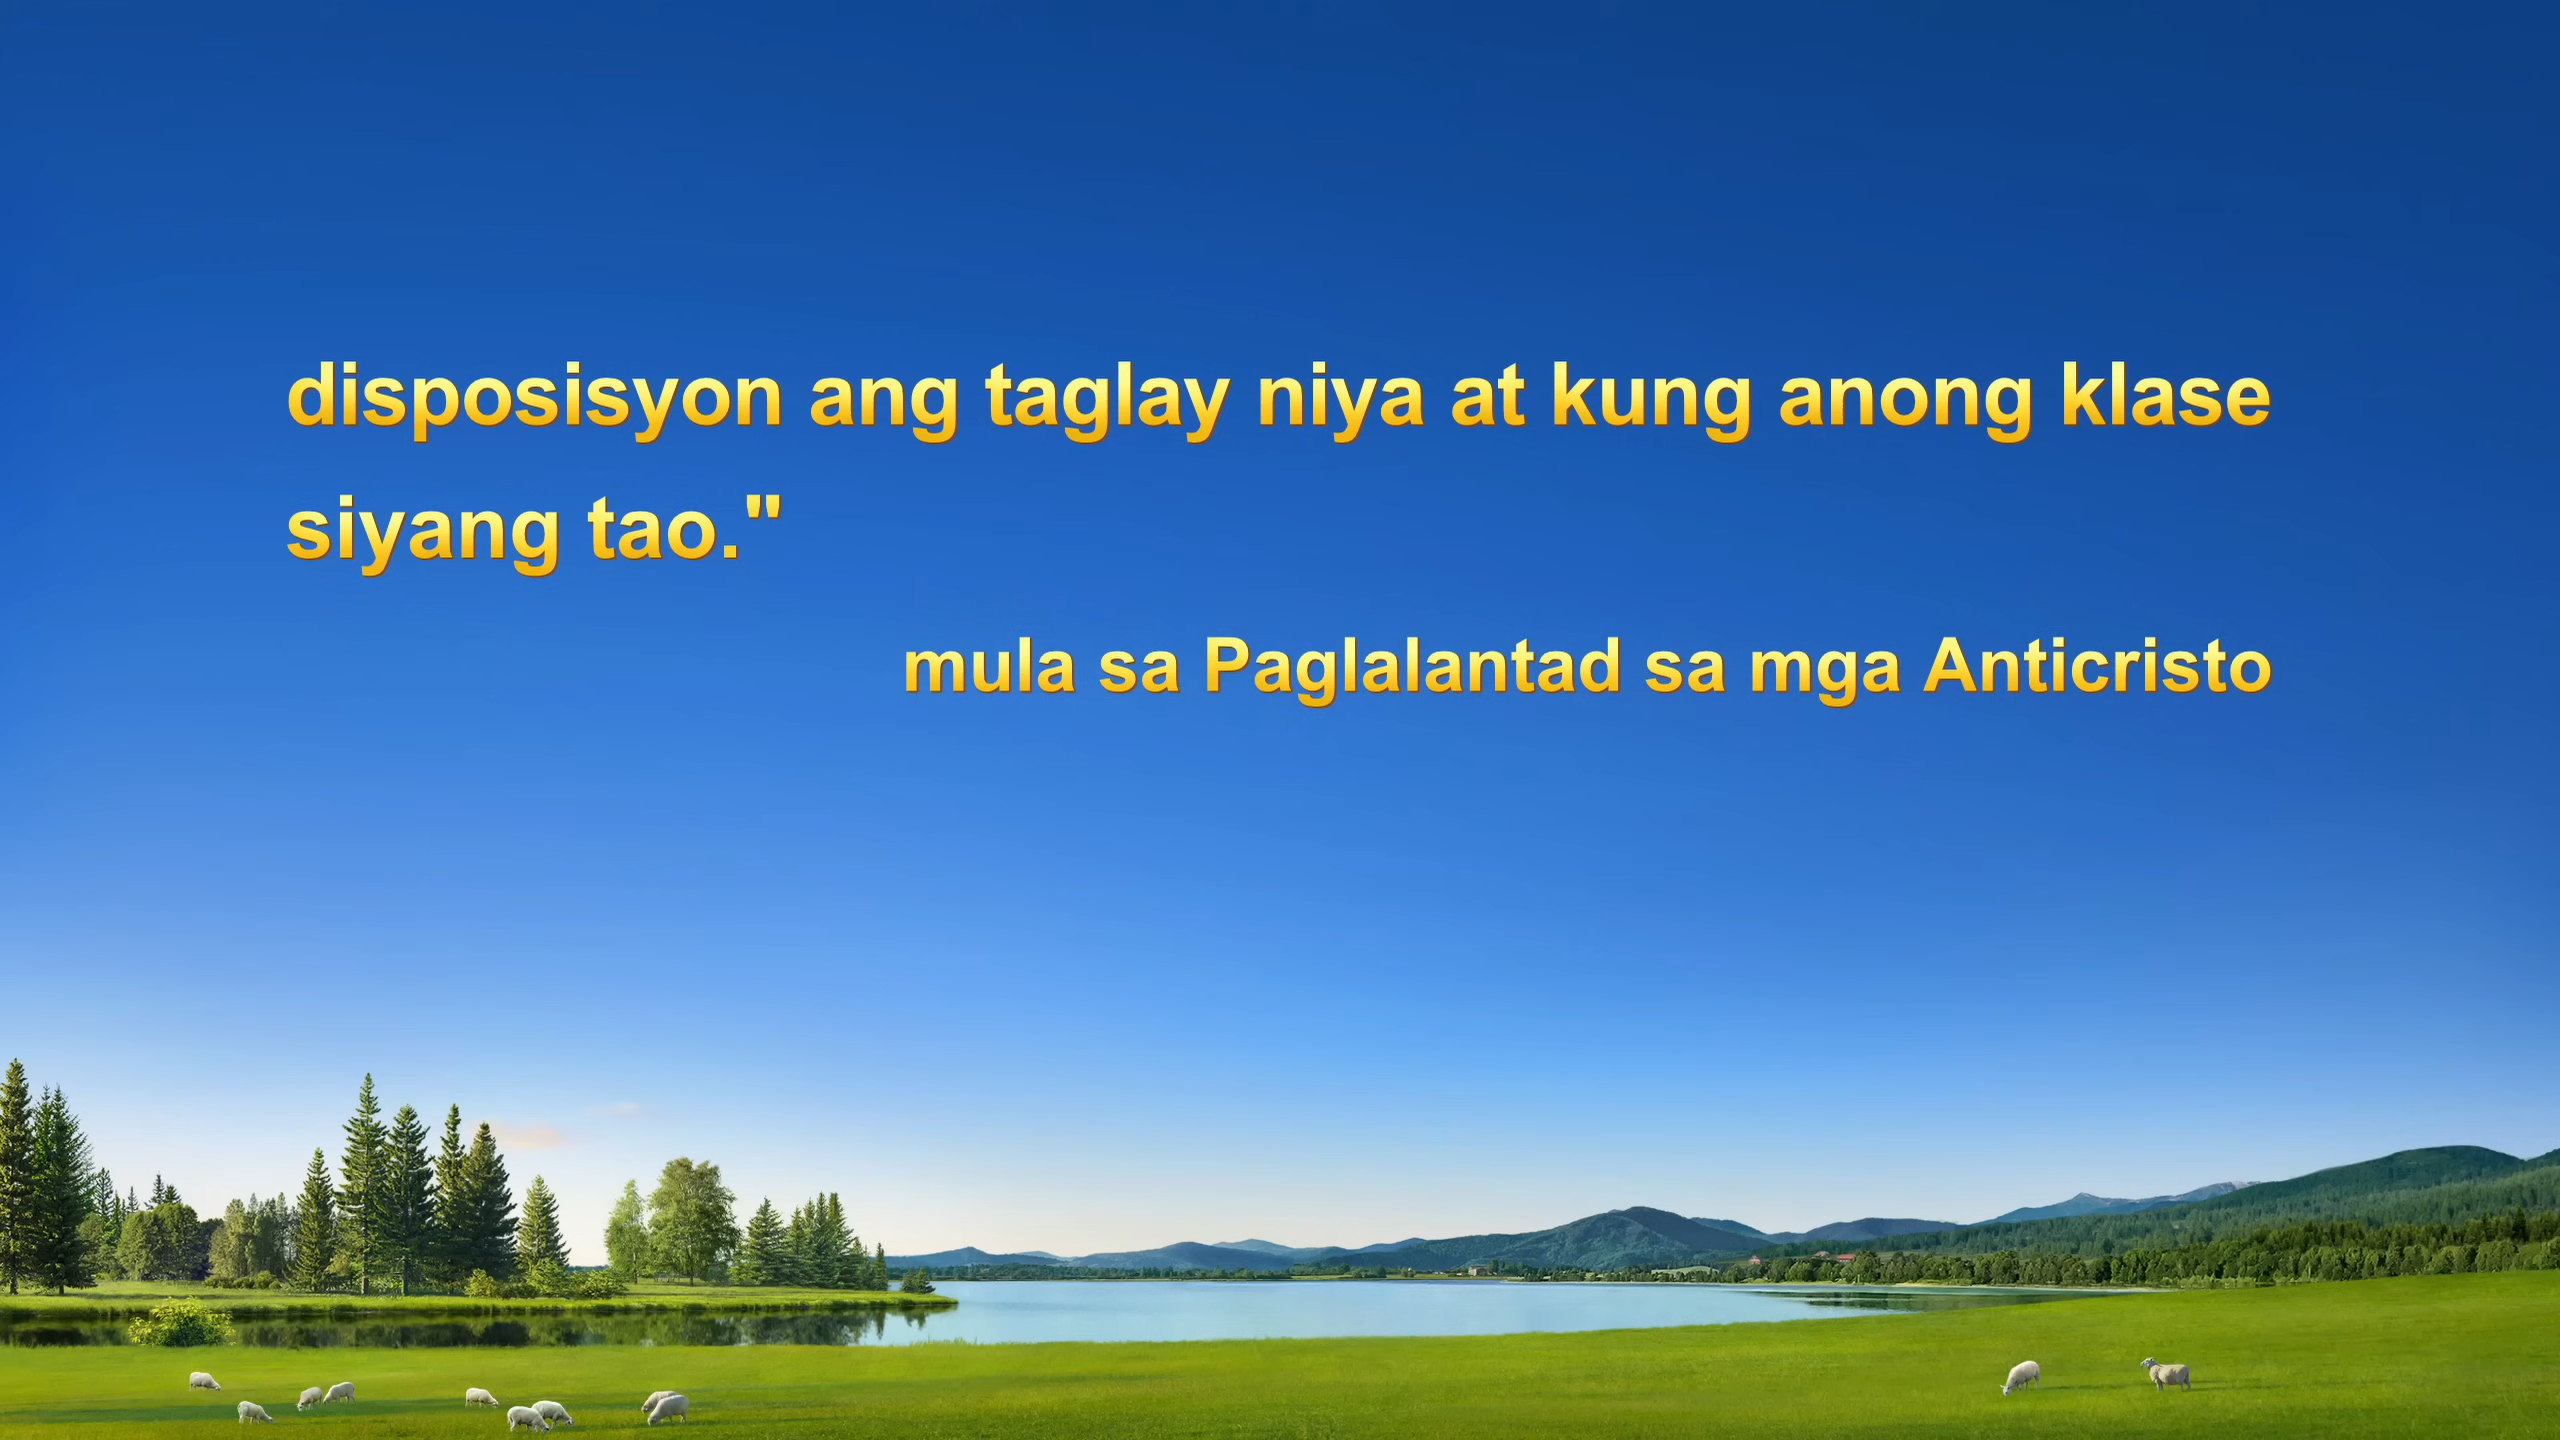 disposisyon ang taglay niya at kung anong klase
siyang tao."
mula sa Paglalantad sa mga Anticristo